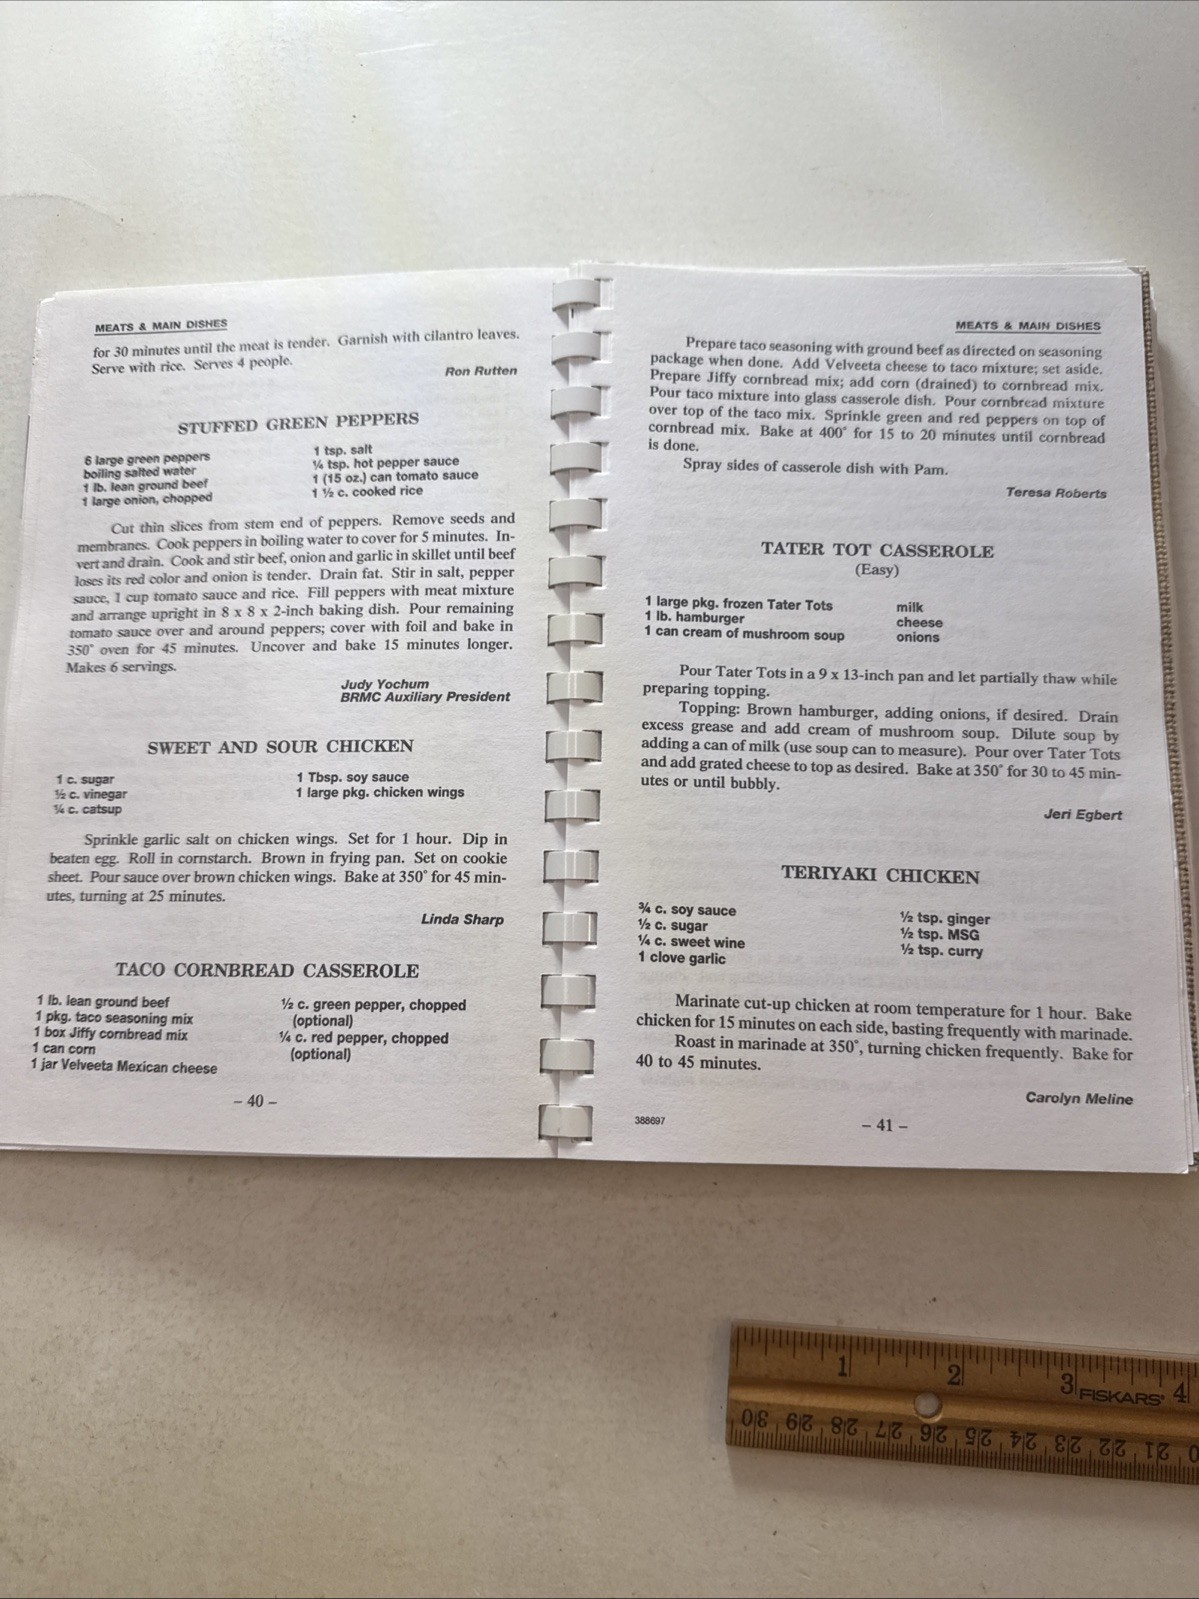 MEATS & MAIN DISHES
for 30 minutes until the meat is tender. Garnish with cilantro leaves.
Serve with rice. Serves 4 people.
Ron Rutten
STUFFED GREEN PEPPERS
6 large green peppers
boiling salted water
1 lb. lean ground beef
1 large onion, chopped
1 tsp. salt
¼ tsp. hot pepper sauce
1 (15 oz.) can tomato sauce
1 ½ c. cooked rice
Cut thin slices from stem end of peppers. Remove seeds and
membranes. Cook peppers in boiling water to cover for 5 minutes. In-
vert and drain. Cook and stir beef, onion and garlic in skillet until beef
loses its red color and onion is tender. Drain fat. Stir in salt, pepper
sauce, 1 cup tomato sauce and rice. Fill peppers with meat mixture
and arrange upright in 8 x 8 x 2-inch baking dish. Pour remaining
tomato sauce over and around peppers; cover with foil and bake in
350° oven for 45 minutes. Uncover and bake 15 minutes longer.
Makes 6 servings.
Judy Yochum
BRMC Auxiliary President
SWEET AND SOUR CHICKEN
1 c. sugar
½ c. vinegar
¼ c. catsup
1 Tbsp. soy sauce
1 large pkg. chicken wings
Sprinkle garlic salt on chicken wings. Set for 1 hour. Dip in
beaten egg. Roll in cornstarch. Brown in frying pan. Set on cookie
sheet. Pour sauce over brown chicken wings. Bake at 350° for 45 min-
utes, turning at 25 minutes.
Linda Sharp
TACO CORNBREAD CASSEROLE
1 lb. lean ground beef
1 pkg. taco seasoning mix
1 box Jiffy cornbread mix
1 can corn
1 jar Velveeta Mexican cheese
½ c. green pepper, chopped
(optional)
¼ c. red pepper, chopped
(optional)
– 40 –
MEATS & MAIN DISHES
Prepare taco seasoning with ground beef as directed on seasoning
package when done. Add Velveeta cheese to taco mixture; set aside.
Prepare Jiffy cornbread mix; add corn (drained) to cornbread mix.
Pour taco mixture into glass casserole dish. Pour cornbread mixture
over top of the taco mix. Sprinkle green and red peppers on top of
cornbread mix. Bake at 400° for 15 to 20 minutes until cornbread
is done.
Spray sides of casserole dish with Pam.
Teresa Roberts
TATER TOT CASSEROLE
(Easy)
1 large pkg. frozen Tater Tots
1 lb. hamburger
1 can cream of mushroom soup
milk
cheese
onions
Pour Tater Tots in a 9 x 13-inch pan and let partially thaw while
preparing topping.
Topping: Brown hamburger, adding onions, if desired. Drain
excess grease and add cream of mushroom soup. Dilute soup by
adding a can of milk (use soup can to measure). Pour over Tater Tots
and add grated cheese to top as desired. Bake at 350° for 30 to 45 min-
utes or until bubbly.
Jeri Egbert
TERIYAKI CHICKEN
¾ c. soy sauce
½ c. sugar
¼ c. sweet wine
1 clove garlic
½ tsp. ginger
½ tsp. MSG
½ tsp. curry
Marinate cut-up chicken at room temperature for 1 hour. Bake
chicken for 15 minutes on each side, basting frequently with marinade.
Roast in marinade at 350°, turning chicken frequently. Bake for
40 to 45 minutes.
Carolyn Meline
388697
– 41 –
1 2 3 FISKARS® 4
30 29 28 27 26 25 24 23 22 21